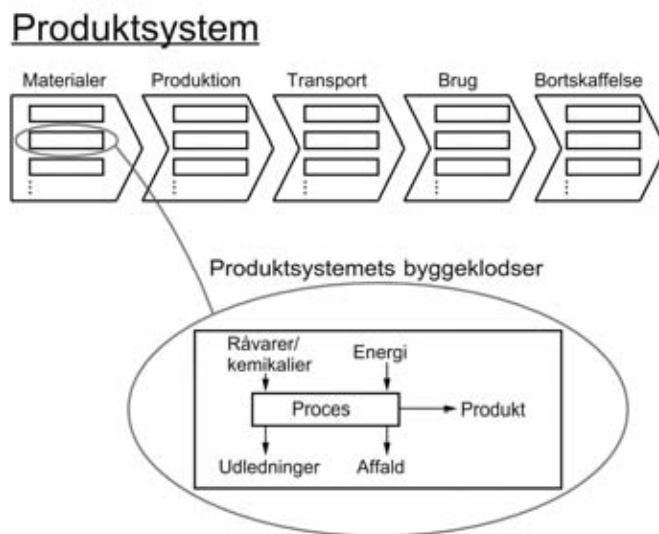 Produktsystem
Materialer
Produktion
Transport
Brug
Bortskaffelse
Produktsystemets byggeklodser
Råvarer/
kemikalier
Energi
Proces
Produkt
Udledninger
Affald